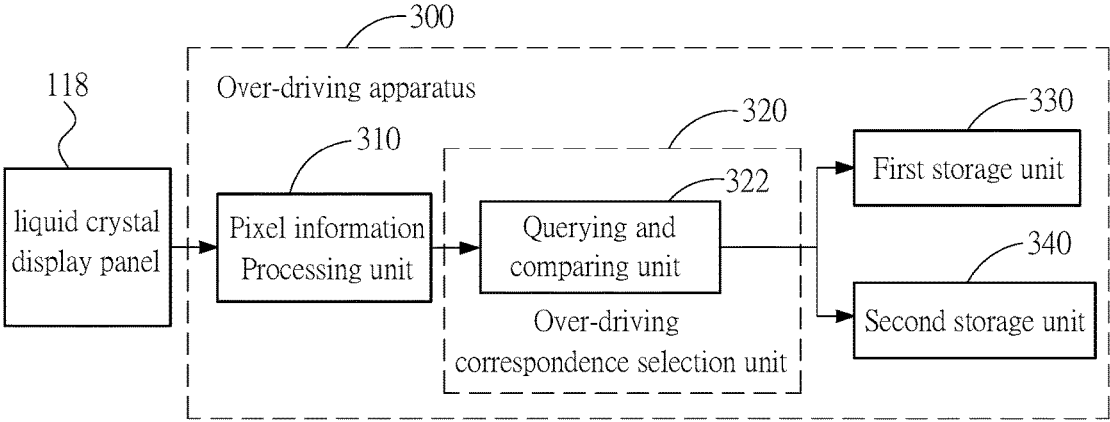 300
118
Over-driving apparatus
310
320
330
322
First storage unit
liquid crystal
display panel
Pixel information
Processing unit
Querying and
comparing unit
340
Second storage unit
Over-driving
correspondence selection unit